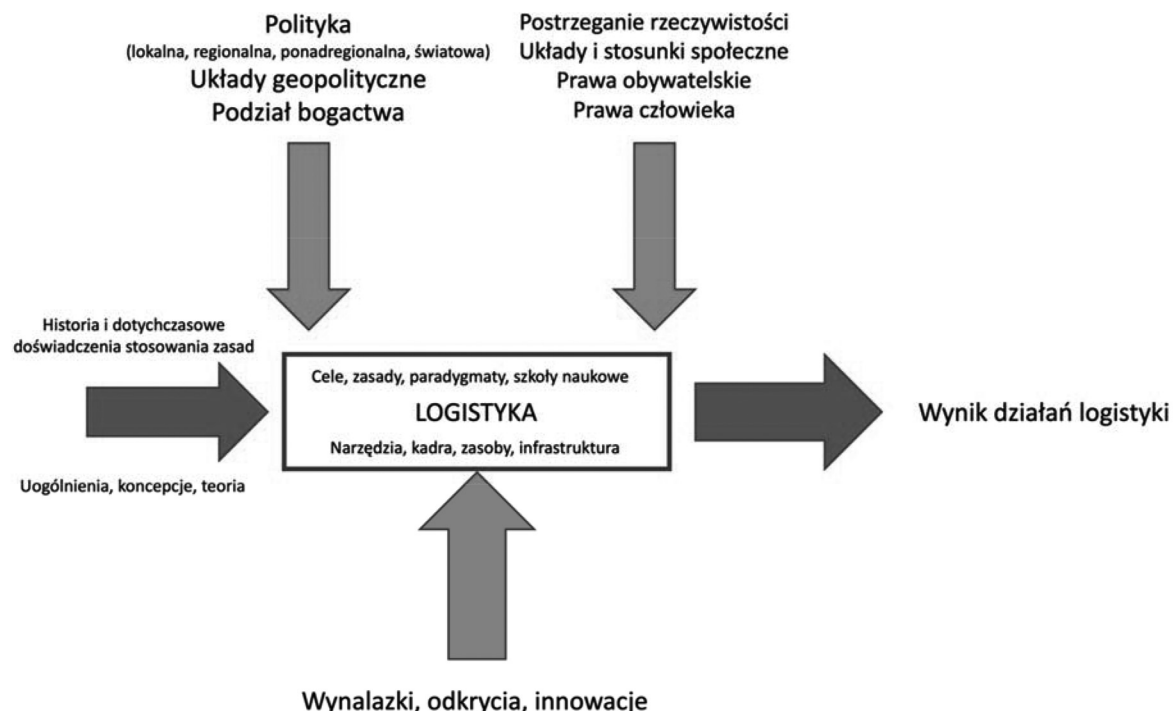 Polityka
(lokalna, regionalna, ponadregionalna, światowa)
Układy geopolityczne
Podział bogactwa
Postrzeganie rzeczywistości
Układy i stosunki społeczne
Prawa obywatelskie
Prawa człowieka
Historia i dotychczasowe
doświadczenia stosowania zasad
Uogólnienia, koncepcje, teoria
Cele, zasady, paradygmaty, szkoły naukowe
LOGISTYKA
Narzędzia, kadra, zasoby, infrastruktura
Wynik działań logistyki
Wynalazki, odkrycia, innowacje